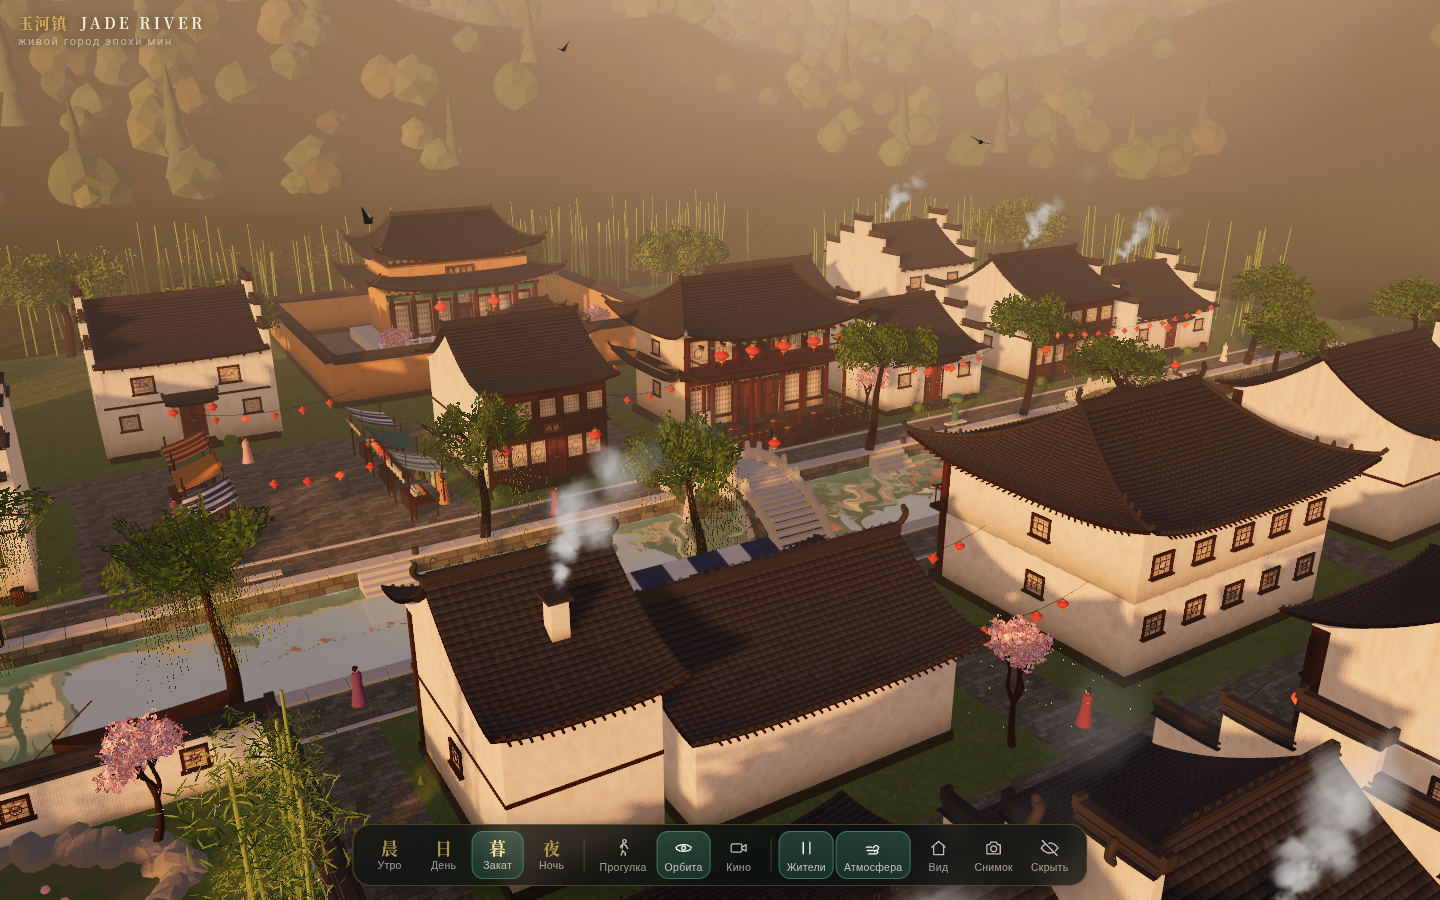 玉河镇 JADE RIVER
живой город эпохи мин
晨 日 暮 夜
Утро День Закат Ночь Прогулка Орбита Кино Жители Атмосфера Вид Снимок Скрыть